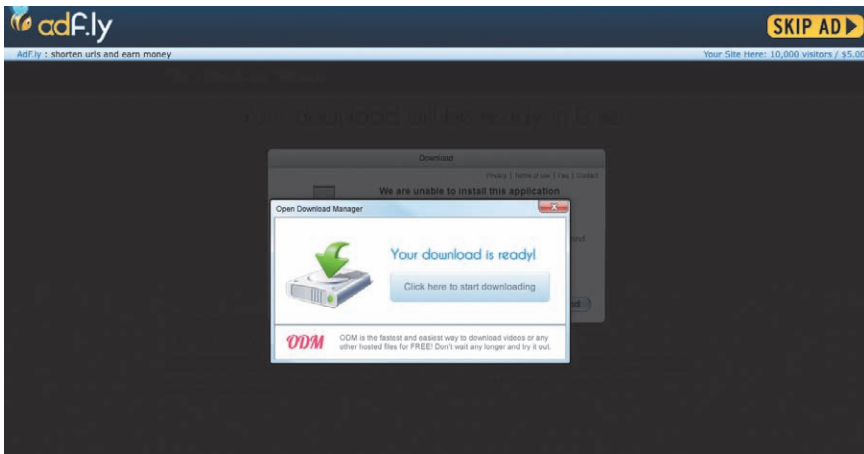 adf.ly
SKIP AD
AdF.ly : shorten urls and earn money
Your Site Here: 10,000 visitors / $5.00
Download
Privacy | Terms of use | Faq | Contact
We are unable to install this application
Open Download Manager
Your download is ready!
Click here to start downloading
ODM
ODM is the fastest and easiest way to download videos or any
other hosted files for FREE! Don't wait any longer and try it out.